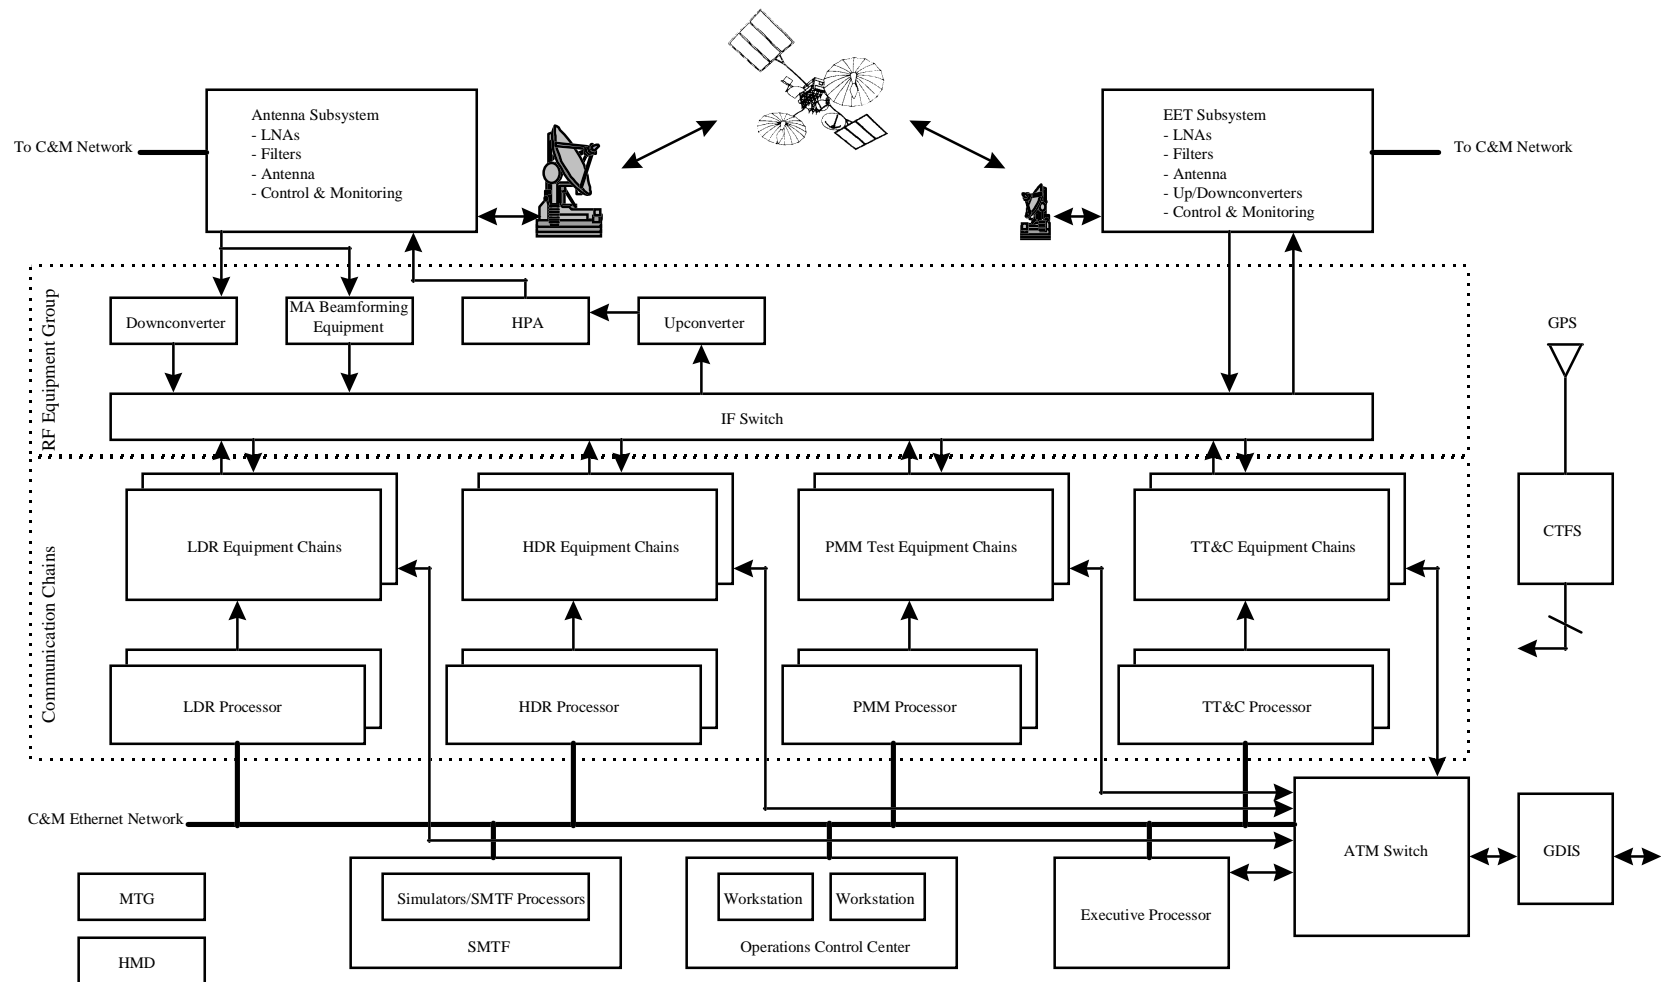 Antenna Subsystem
- LNAs
- Filters
- Antenna
- Control & Monitoring
To C&M Network
EET Subsystem
- LNAs
- Filters
- Antenna
- Up/Downconverters
- Control & Monitoring
To C&M Network
RF Equipment Group
Downconverter
MA Beamforming
Equipment
HPA
Upconverter
GPS
IF Switch
Communication Chains
LDR Equipment Chains
HDR Equipment Chains
PMM Test Equipment Chains
TT&C Equipment Chains
CTFS
LDR Processor
HDR Processor
PMM Processor
TT&C Processor
C&M Ethernet Network
ATM Switch
GDIS
MTG
HMD
Simulators/SMTF Processors
SMTF
Workstation
Workstation
Operations Control Center
Executive Processor